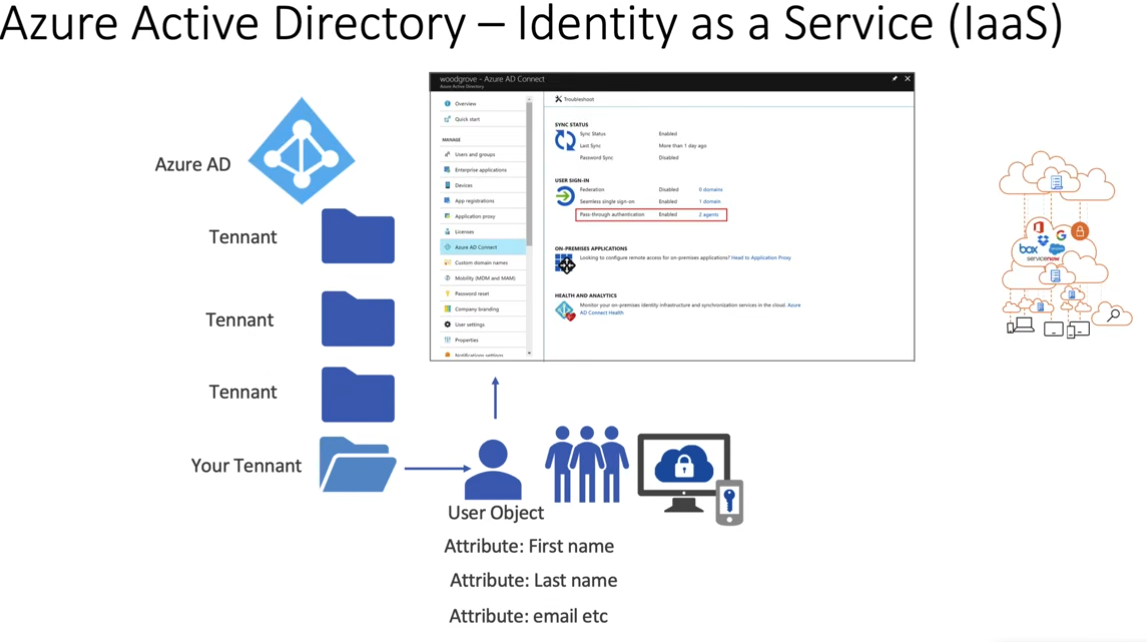 Azure Active Directory – Identity as a Service (IaaS)
Azure AD
Tennant
Tennant
Tennant
Your Tennant
woodgrove - Azure AD Connect
Azure Active Directory
Overview
Quick start
MANAGE
Users and groups
Enterprise applications
Devices
App registrations
Application proxy
Licenses
Azure AD Connect
Custom domain names
Mobility (MDM and MAM)
Password reset
Company branding
User settings
Properties
Notifications settings
Troubleshoot
SYNC STATUS
Sync Status Enabled
Last Sync More than 1 day ago
Password Sync Disabled
USER SIGN-IN
Federation Disabled 6 domains
Seamless single sign-on Enabled 1 domain
Pass-through authentication Enabled 2 agents
ON-PREMISES APPLICATIONS
Looking to configure remote access for on-premises applications? Head to Application Proxy
HEALTH AND ANALYTICS
Monitor your on-premises identity infrastructure and synchronization services in the cloud. Azure
AD Connect Health
User Object
Attribute: First name
Attribute: Last name
Attribute: email etc
box
servicenow